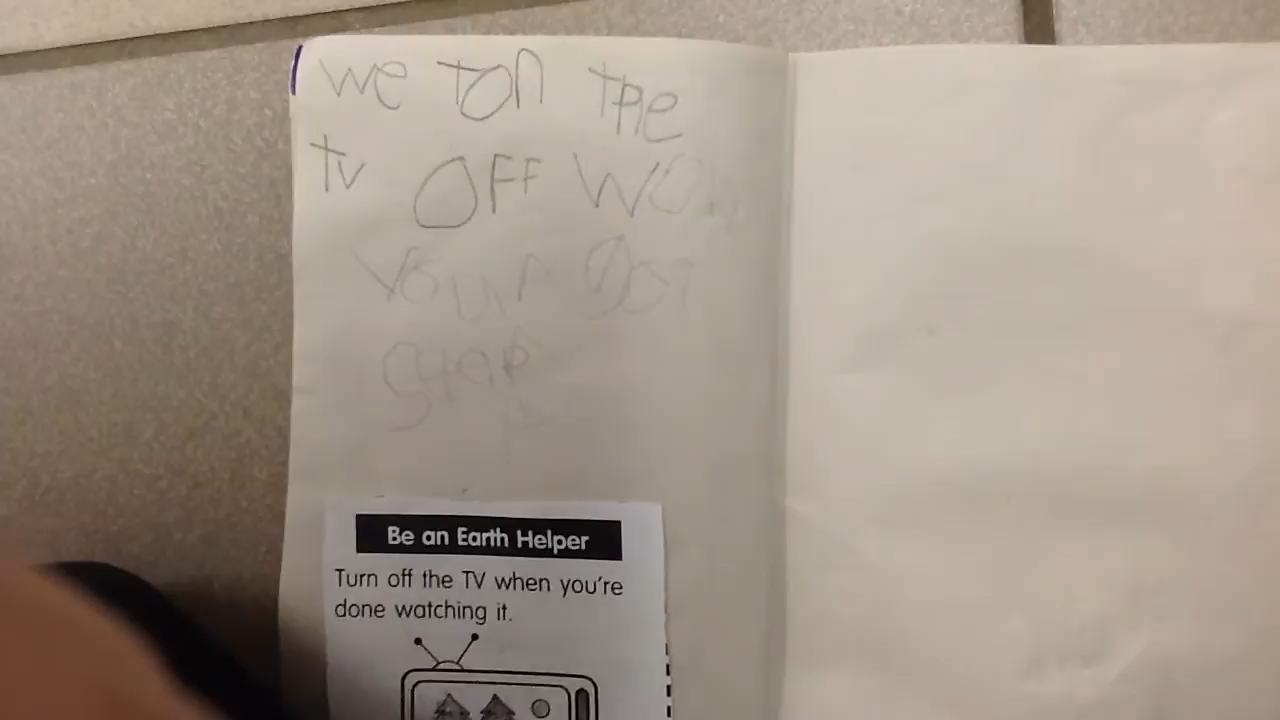 we ton the
tv OFF
your
Be an Earth Helper
Turn off the TV when you're
done watching it.